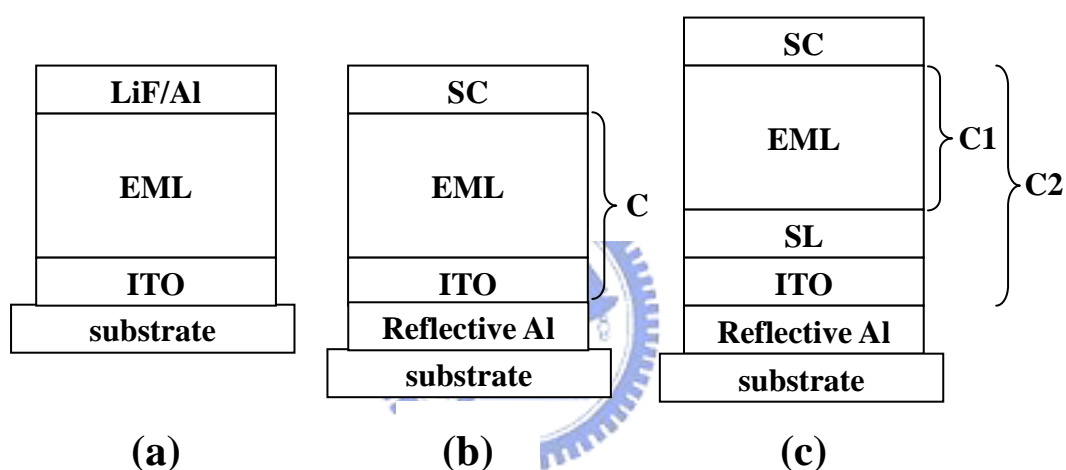 LiF/Al
EML
ITO
substrate
(a)
SC
EML
C
ITO
Reflective Al
substrate
(b)
SC
EML
C1
C2
SL
ITO
Reflective Al
substrate
(c)